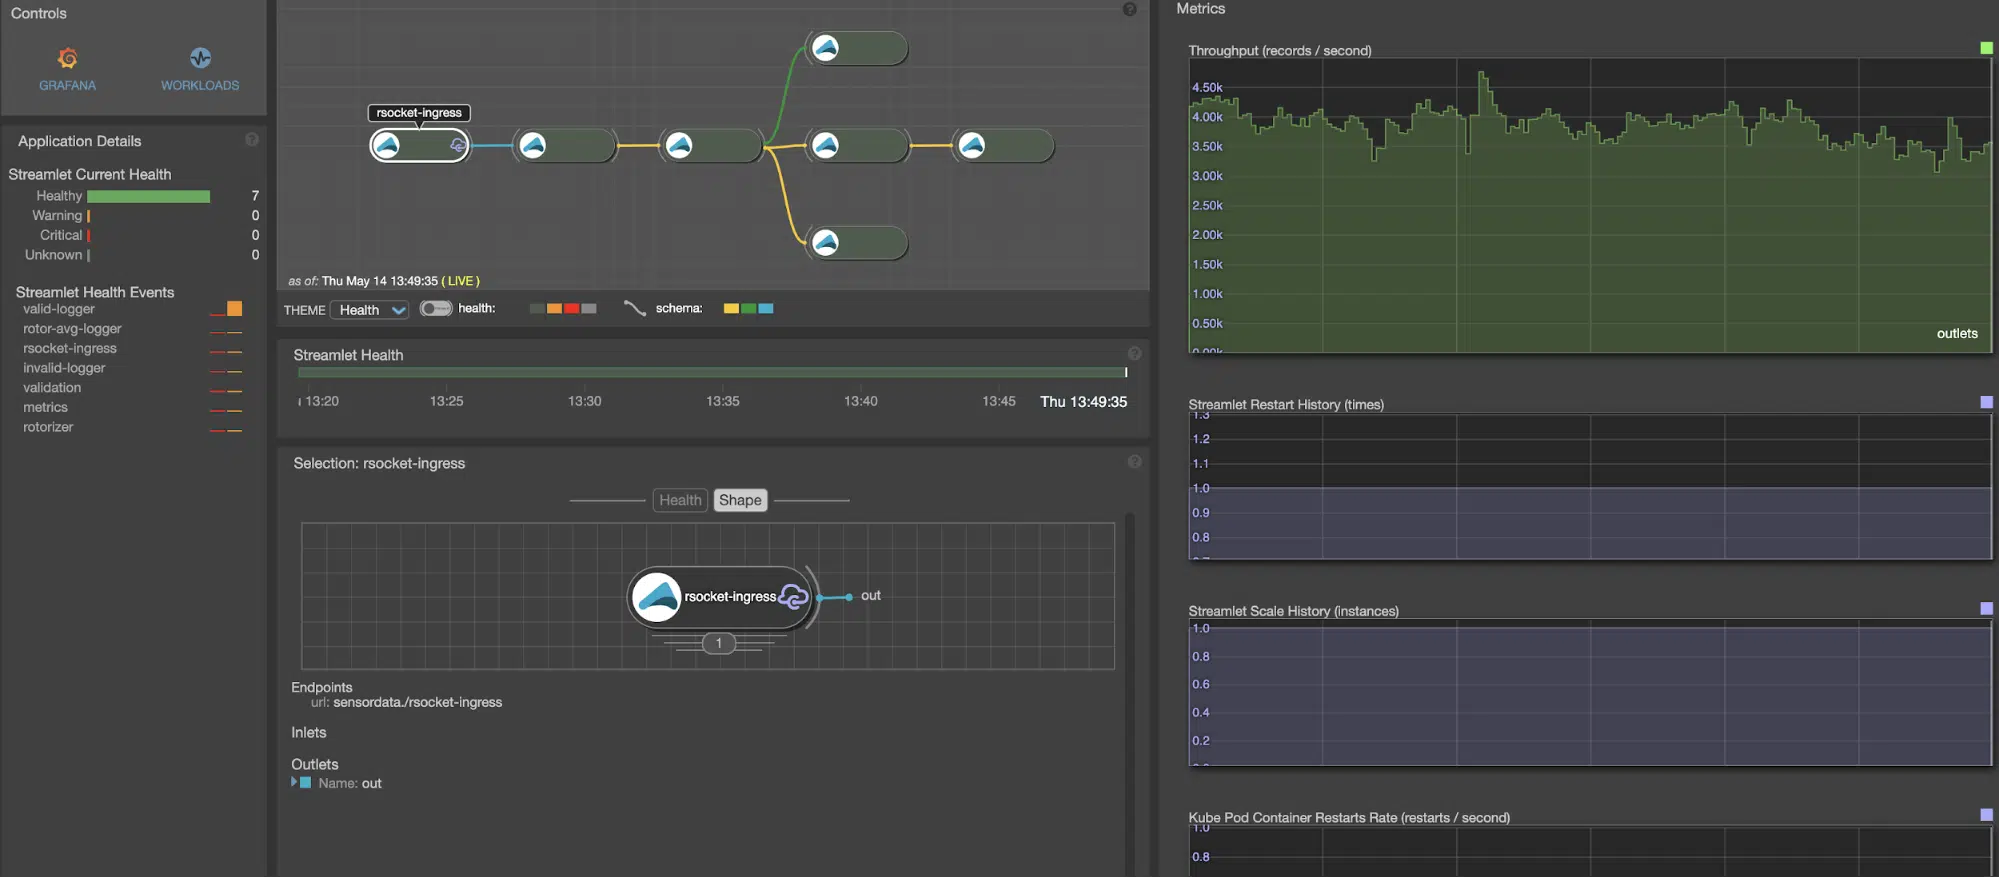 Controls
GRAFANA
WORKLOADS
Application Details
Streamlet Current Health
Healthy 7
Warning 0
Critical 0
Unknown 0
Streamlet Health Events
valid-logger
rotor-avg-logger
rsocket-ingress
invalid-logger
validation
metrics
rotorizer
?
?
rsocket-ingress
as of: Thu May 14 13:49:35 ( LIVE )
THEME Health health: schema:
Streamlet Health
?
13:20 13:25 13:30 13:35 13:40 13:45 Thu 13:49:35
Selection: rsocket-ingress
?
Health Shape
rsocket-ingress out
1
Endpoints
url: sensordata./rsocket-ingress
Inlets
Outlets
Name: out
Metrics
Throughput (records / second)
4.50k
4.00k
3.50k
3.00k
2.50k
2.00k
1.50k
1.00k
0.50k
outlets
0.00k
Streamlet Restart History (times)
1.3
1.2
1.1
1.0
0.9
0.8
Streamlet Scale History (instances)
1.0
0.8
0.6
0.4
0.2
Kube Pod Container Restarts Rate (restarts / second)
1.0
0.8